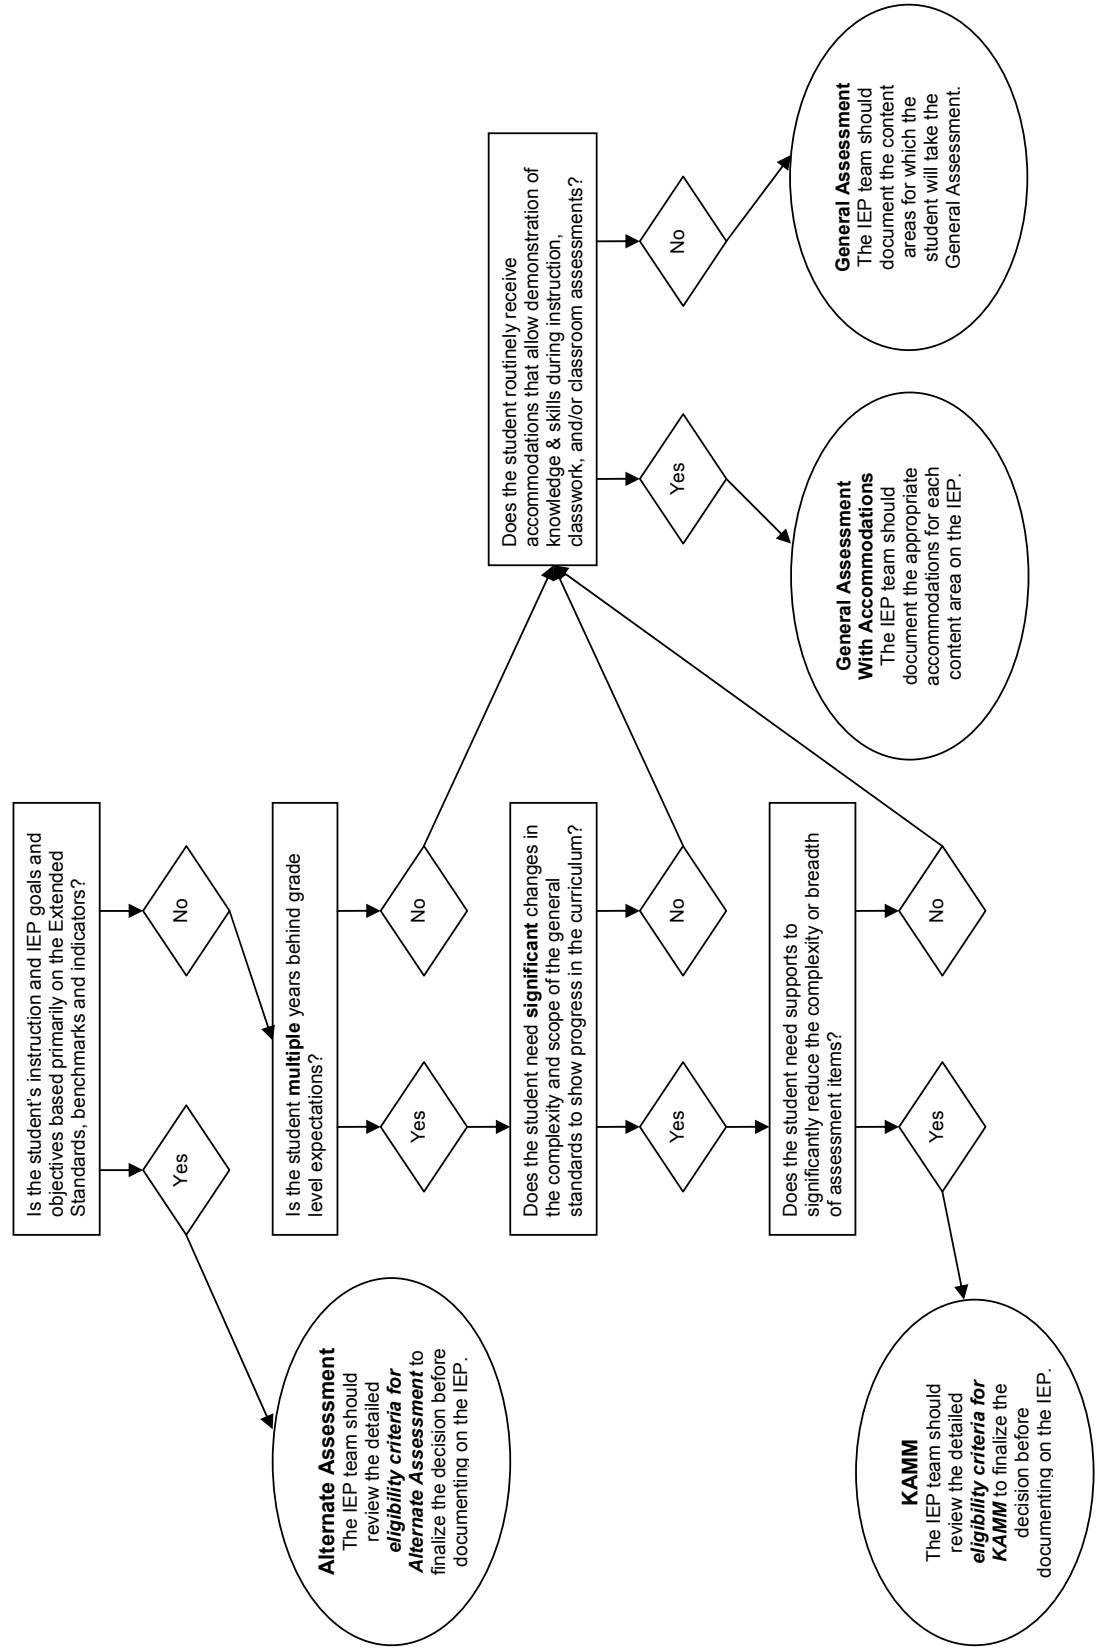 Is the student's instruction and IEP goals and
objectives based primarily on the Extended
Standards, benchmarks and indicators?
Yes
No
Alternate Assessment
The IEP team should
review the detailed
eligibility criteria for
Alternate Assessment to
finalize the decision before
documenting on the IEP.
Is the student multiple years behind grade
level expectations?
Yes
No
Does the student need significant changes in
the complexity and scope of the general
standards to show progress in the curriculum?
Yes
No
Does the student need supports to
significantly reduce the complexity or breadth
of assessment items?
Yes
No
KAMM
The IEP team should
review the detailed
eligibility criteria for
KAMM to finalize the
decision before
documenting on the IEP.
Does the student routinely receive
accommodations that allow demonstration of
knowledge & skills during instruction,
classwork, and/or classroom assessments?
Yes
No
General Assessment
With Accommodations
The IEP team should
document the appropriate
accommodations for each
content area on the IEP.
General Assessment
The IEP team should
document the content
areas for which the
student will take the
General Assessment.